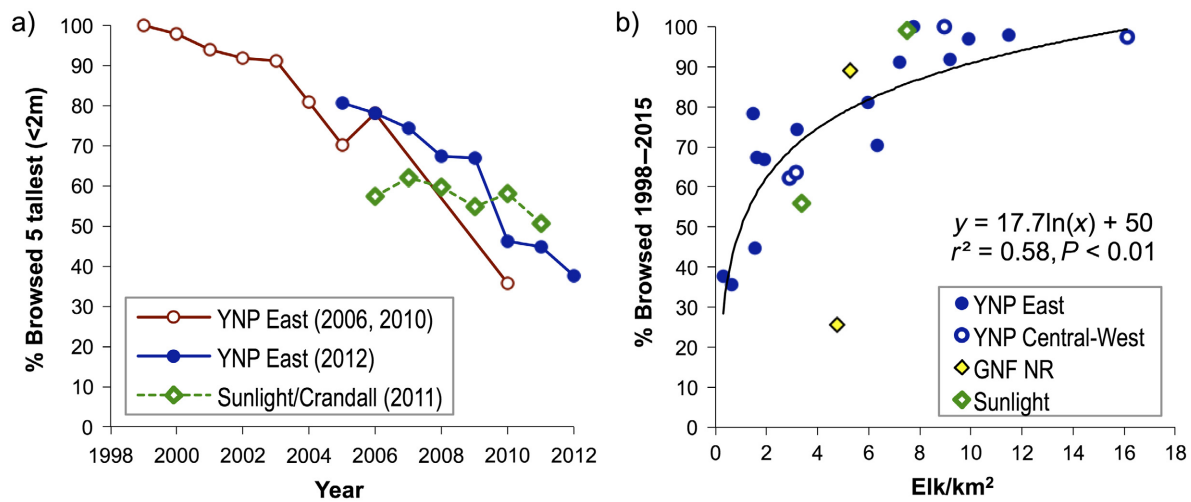 a)
% Browsed 5 tallest (<2m)
100
90
80
70
60
50
40
30
20
10
0
YNP East (2006, 2010)
YNP East (2012)
Sunlight/Crandall (2011)
1998 2000 2002 2004 2006 2008 2010 2012
Year
b)
% Browsed 1998–2015
100
90
80
70
60
50
40
30
20
10
0
y = 17.7ln(x) + 50
r² = 0.58, P < 0.01
YNP East
YNP Central-West
GNF NR
Sunlight
0 2 4 6 8 10 12 14 16 18
Elk/km²